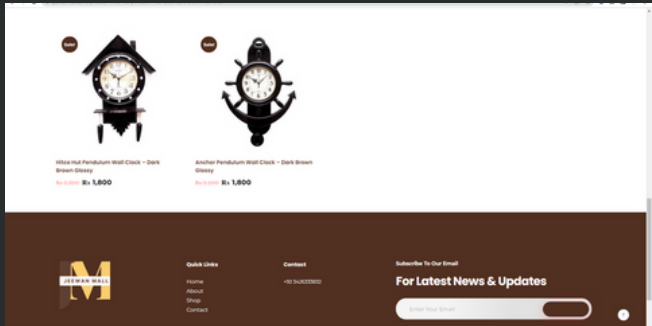 Sale!
Sale!
Hitce Hut Pendulum Wall Clock – Dark
Brown Glossy
Rs 1,800
Anchor Pendulum Wall Clock – Dark Brown
Glossy
Rs 1,800
JEEWAN WALL
M
Quick Links
Home
About
Shop
Contact
Contact
Subscribe To Our Email
For Latest News & Updates
Enter Your Email